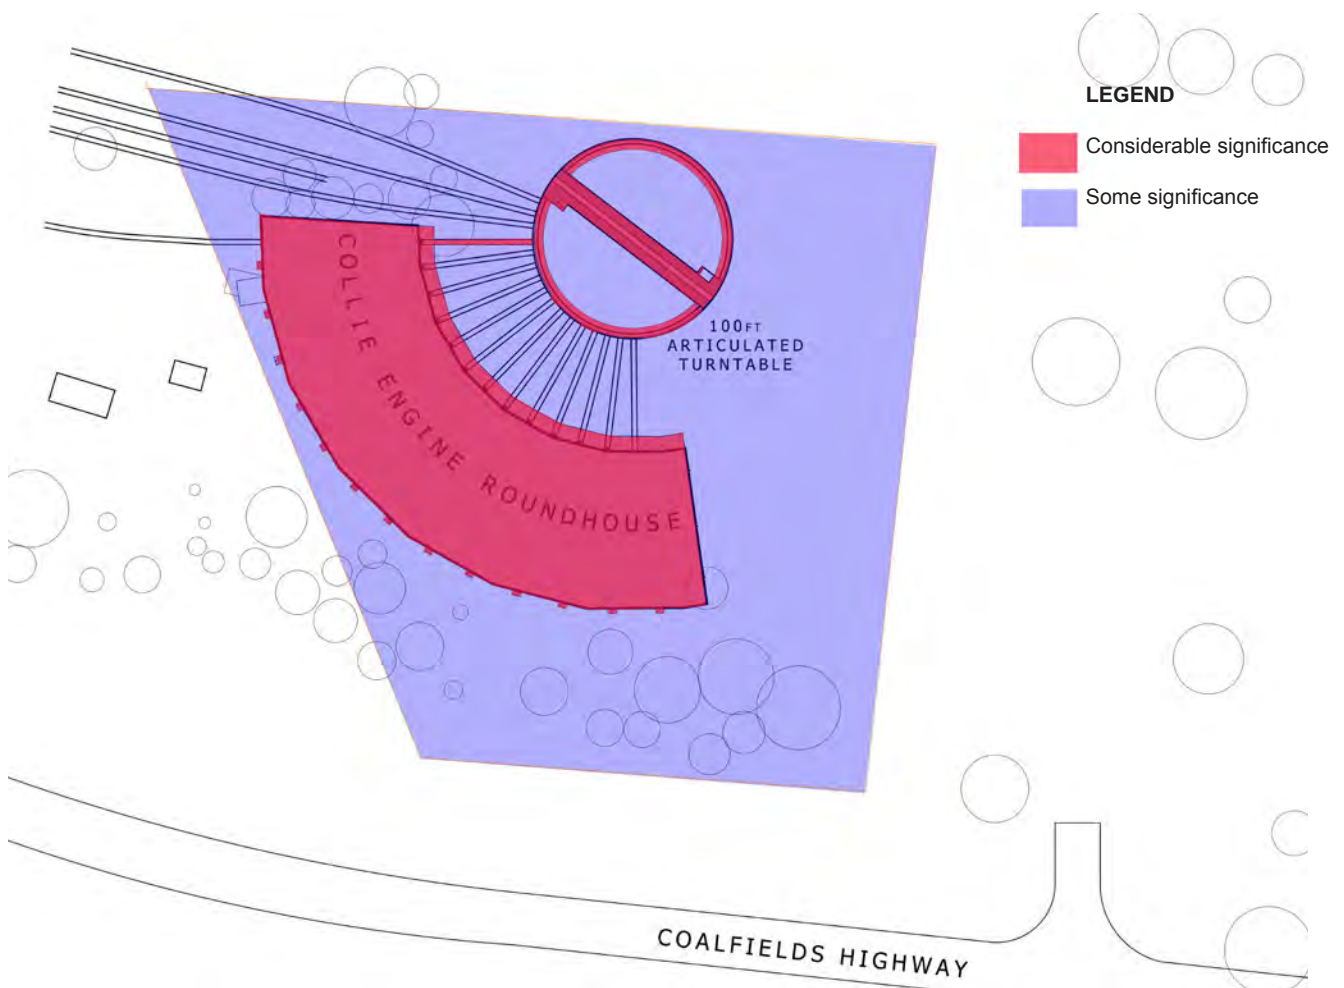 LEGEND
Considerable significance
Some significance
COLLIE ENGINE ROUNDHOUSE
100FT
ARTICULATED
TURNTABLE
COALFIELDS HIGHWAY